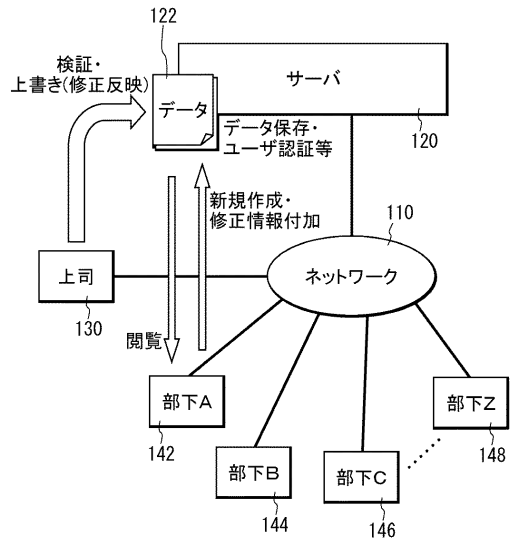 122
検証・
上書き(修正反映)
サーバ
データ
データ保存・
ユーザ認証等
120
新規作成・
修正情報付加
110
上司
ネットワーク
130
閲覧
部下A
部下Z
142
148
部下B
部下C
144
146